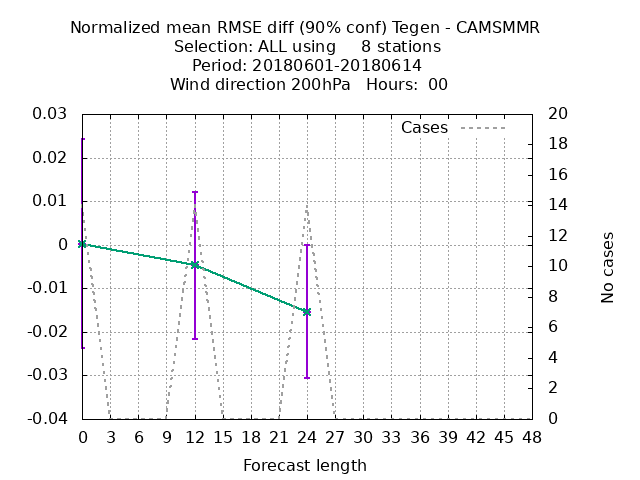 Normalized mean RMSE diff (90% conf) Tegen - CAMSMMR
Selection: ALL using     8 stations
Period: 20180601-20180614
Wind direction 200hPa   Hours:  00
Cases
0.03
0.02
0.01
0
-0.01
-0.02
-0.03
-0.04
20
18
16
14
12
10
8
6
4
2
0
No cases
0 3 6 9 12 15 18 21 24 27 30 33 36 39 42 45 48
Forecast length